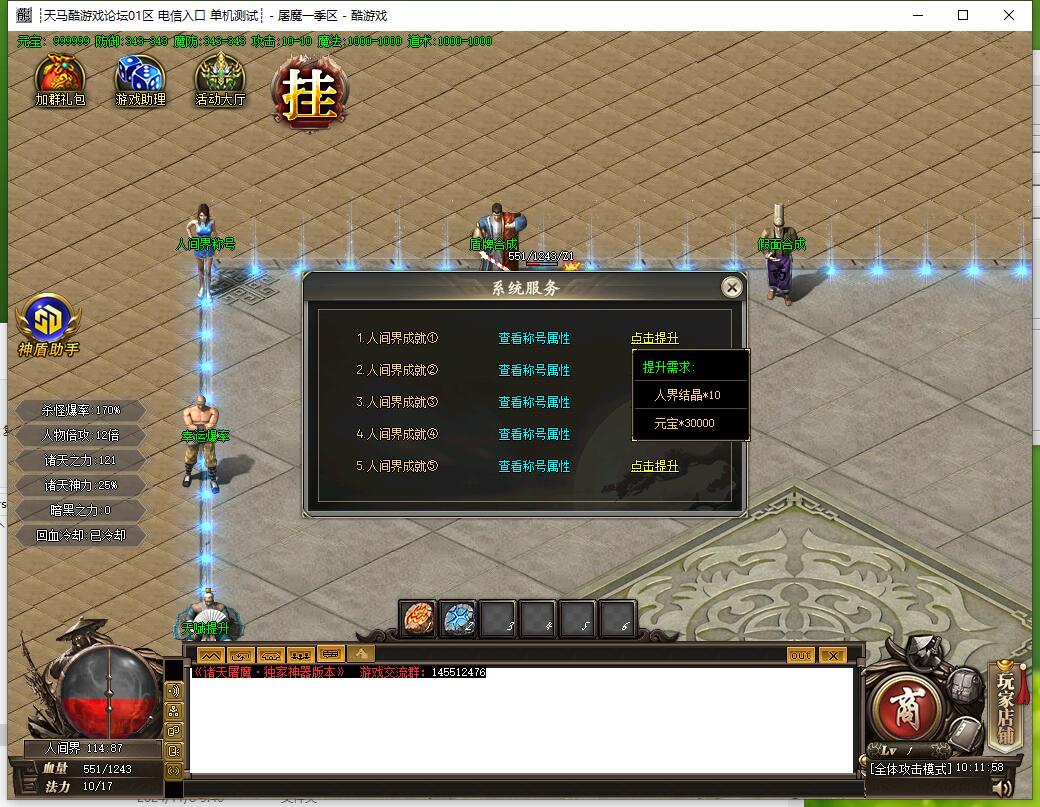 天马酷游戏论坛01区 电信入口 单机测试 - 屠魔一季区 - 酷游戏
元宝: 999999 防御:343-343 魔防:343-343 攻击:10-10 魔法:1000-1000 道术:1000-1000
加群礼包
游戏助理
活动大厅
挂
人间界称号
盾牌合成
551/1243/Z1
假面合成
神盾助手
系统服务
1.人间界成就① 查看称号属性 点击提升
2.人间界成就② 查看称号属性
3.人间界成就③ 查看称号属性
4.人间界成就④ 查看称号属性
5.人间界成就⑤ 查看称号属性 点击提升
提升需求:
人界结晶*10
元宝*30000
杀怪爆率:170%
人物倍攻:12倍
诸天之力:121
诸天神力:25%
暗黑之力:0
回血冷却:已冷却
幸运爆率
天赋提升
1 2 3 4 5 6
OUT X
《诸天屠魔·独家神器版本》 游戏交流群: 145512476
人间界 114:87
血量 551/1243
法力 10/17
商
玩家店铺
Lv /
[全体攻击模式] 10:11:58